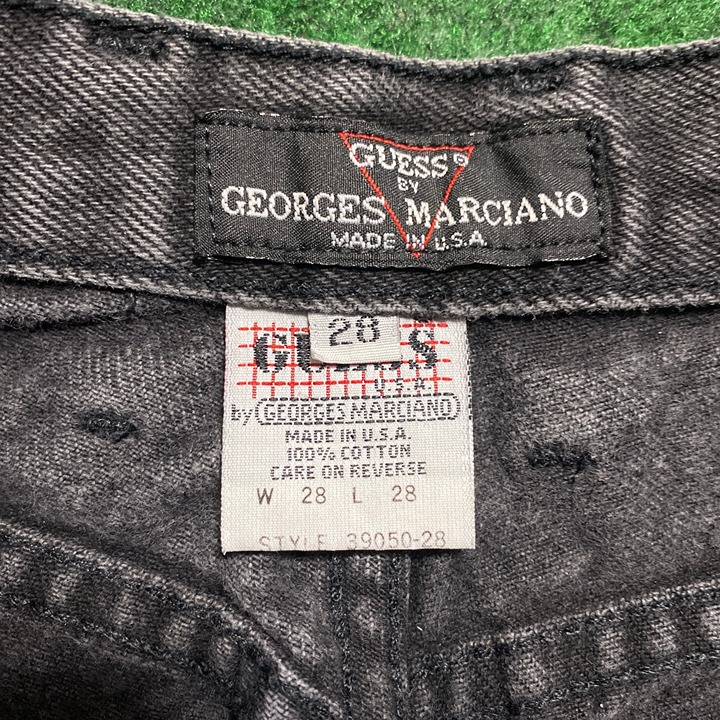 GUESS®
BY
GEORGES MARCIANO
MADE IN U.S.A.
28
U.S.A.
by GEORGES MARCIANO
MADE IN U.S.A.
100% COTTON
CARE ON REVERSE
W 28 L 28
STYLE 39050-28